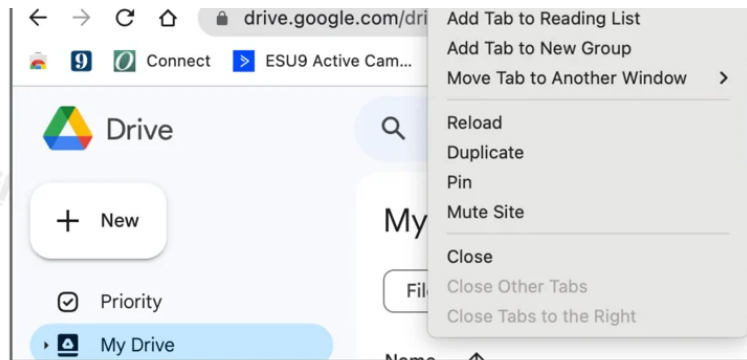 drive.google.com/dri
Connect
ESU9 Active Cam...
Add Tab to Reading List
Add Tab to New Group
Move Tab to Another Window
Reload
Duplicate
Pin
Mute Site
Close
Close Other Tabs
Close Tabs to the Right
Drive
New
Priority
My Drive
My
File
Name